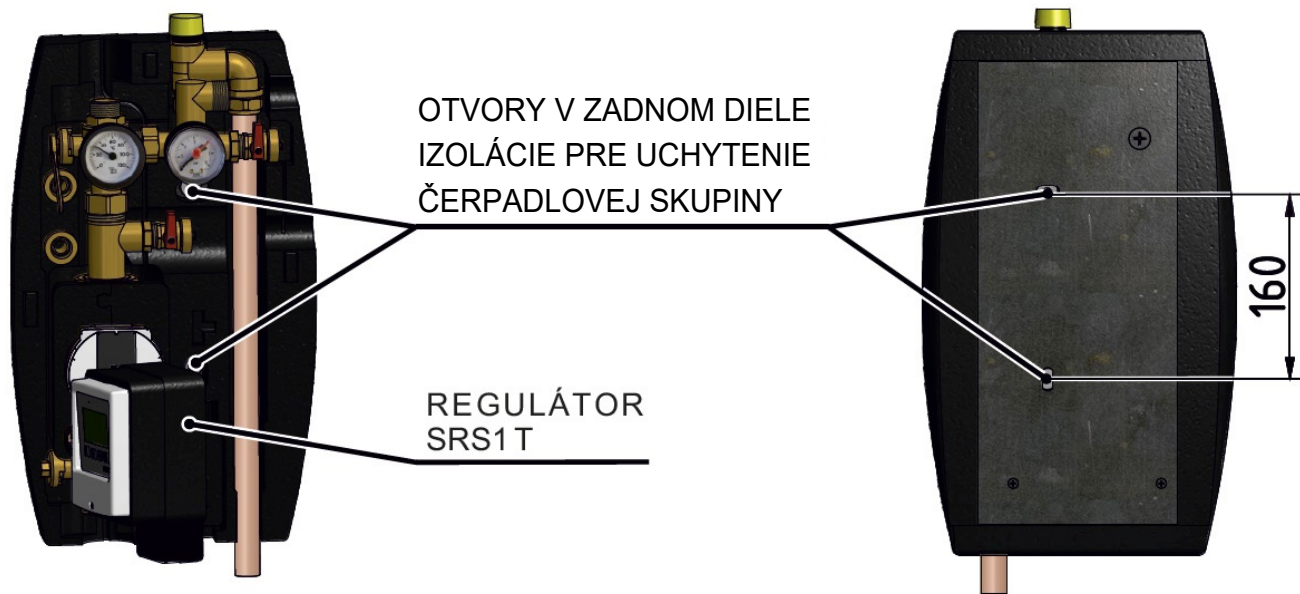 OTVORY V ZADNOM DIELE
IZOLÁCIE PRE UCHYTENIE
ČERPADLOVEJ SKUPINY
160
REGULÁTOR
SRS1 T